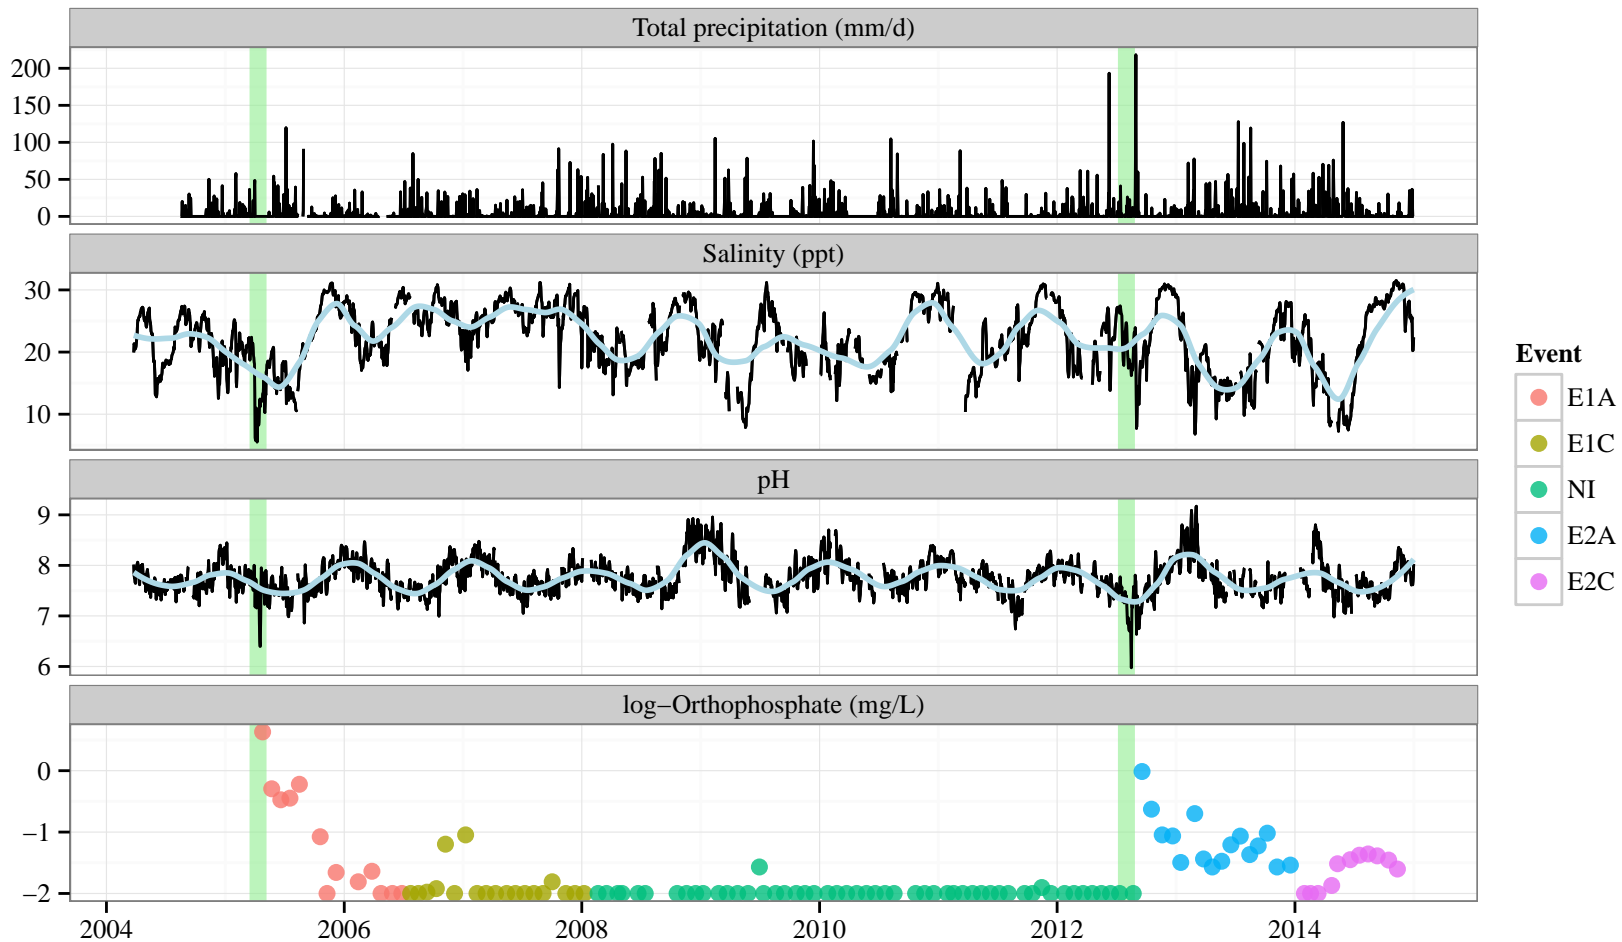 Total precipitation (mm/d)
200
150
100
50
0
Salinity (ppt)
30
20
10
pH
9
8
7
6
log−Orthophosphate (mg/L)
0
−1
−2
2004 2006 2008 2010 2012 2014
Event
E1A
E1C
NI
E2A
E2C